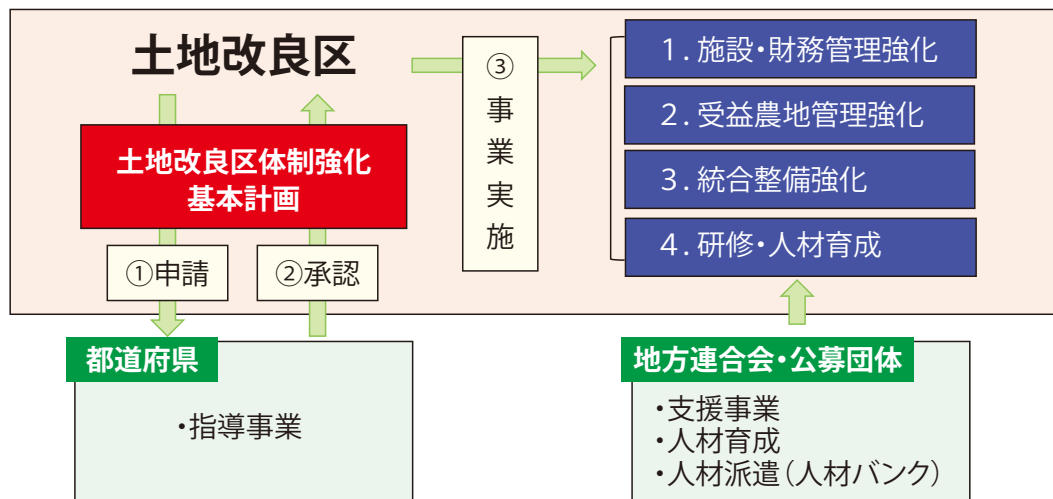 土地改良区
土地改良区体制強化
基本計画
①申請
②承認
③
事
業
実
施
１．施設・財務管理強化
２．受益農地管理強化
３．統合整備強化
４．研修・人材育成
都道府県
・指導事業
地方連合会・公募団体
・支援事業
・人材育成
・人材派遣（人材バンク）